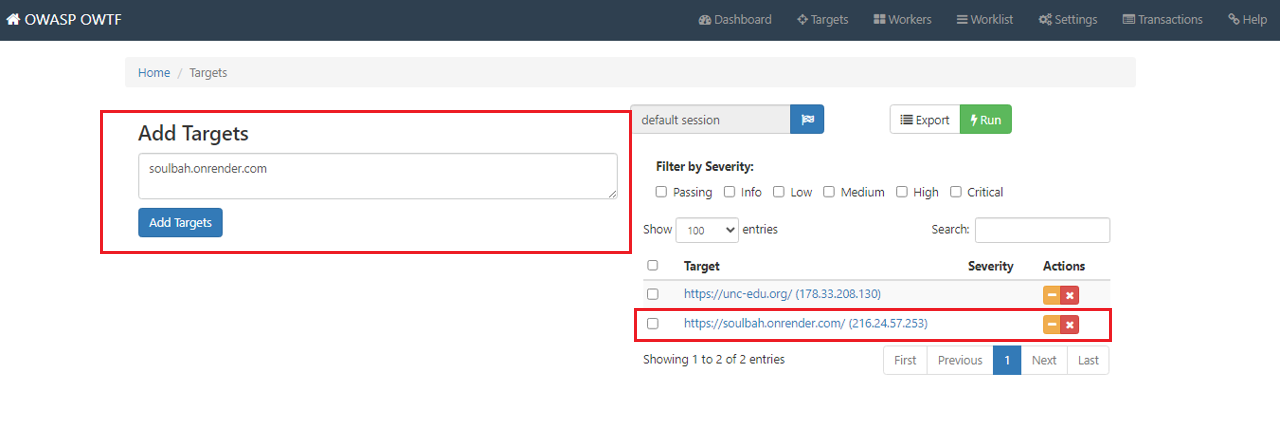 OWASP OWTF Dashboard Targets Workers Worklist Settings Transactions Help
Home / Targets
Add Targets
soulbah.onrender.com
Add Targets
default session
Export Run
Filter by Severity:
Passing Info Low Medium High Critical
Show 100 entries Search:
Target Severity Actions
https://unc-edu.org/ (178.33.208.130)
https://soulbah.onrender.com/ (216.24.57.253)
Showing 1 to 2 of 2 entries First Previous 1 Next Last